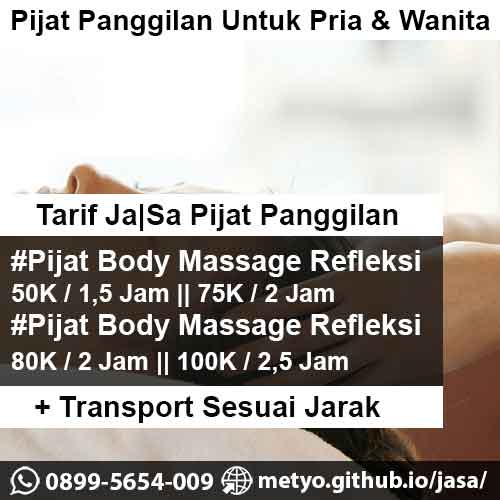 Pijat Panggilan Untuk Pria & Wanita
Tarif Ja|Sa Pijat Panggilan
#Pijat Body Massage Refleksi
50K / 1,5 Jam || 75K / 2 Jam
#Pijat Body Massage Refleksi
80K / 2 Jam || 100K / 2,5 Jam
+ Transport Sesuai Jarak
0899-5654-009 metyo.github.io/jasa/